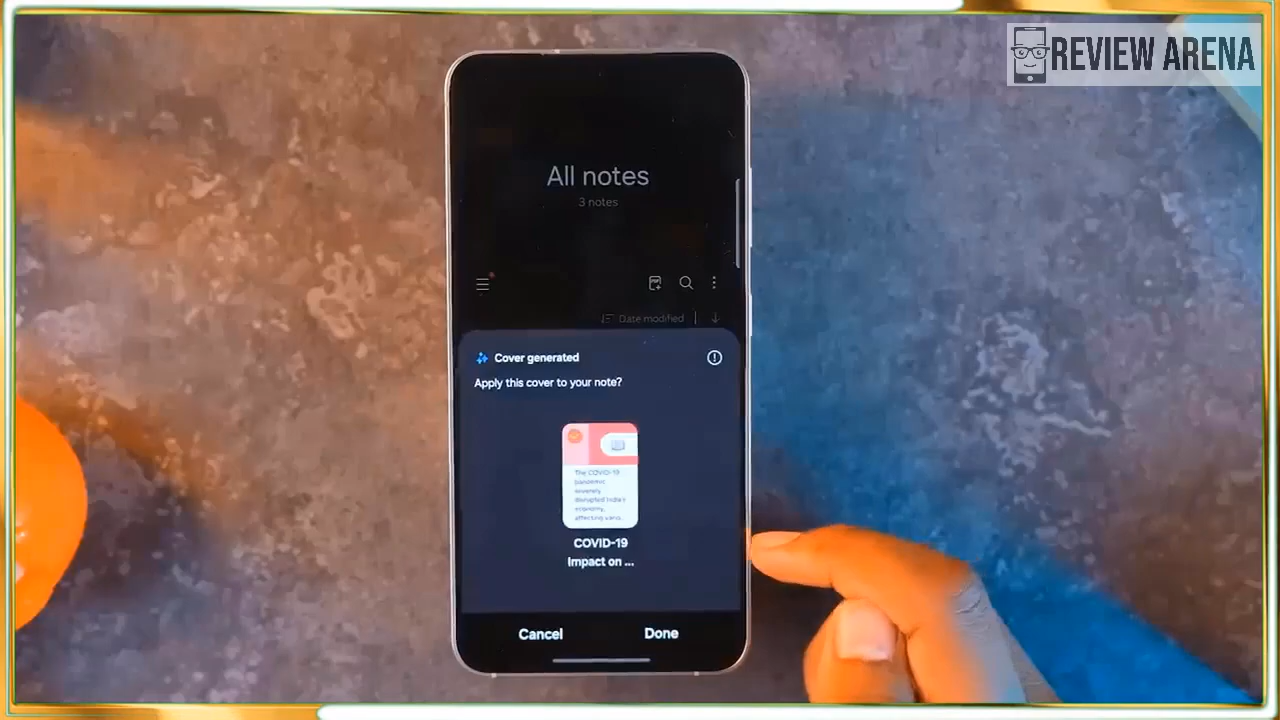 REVIEW ARENA
All notes
3 notes
Date modified
Cover generated
Apply this cover to your note?
The COVID-19
pandemic
severely
disrupted India's
economy,
affecting vario...
COVID-19
Impact on ...
Cancel
Done